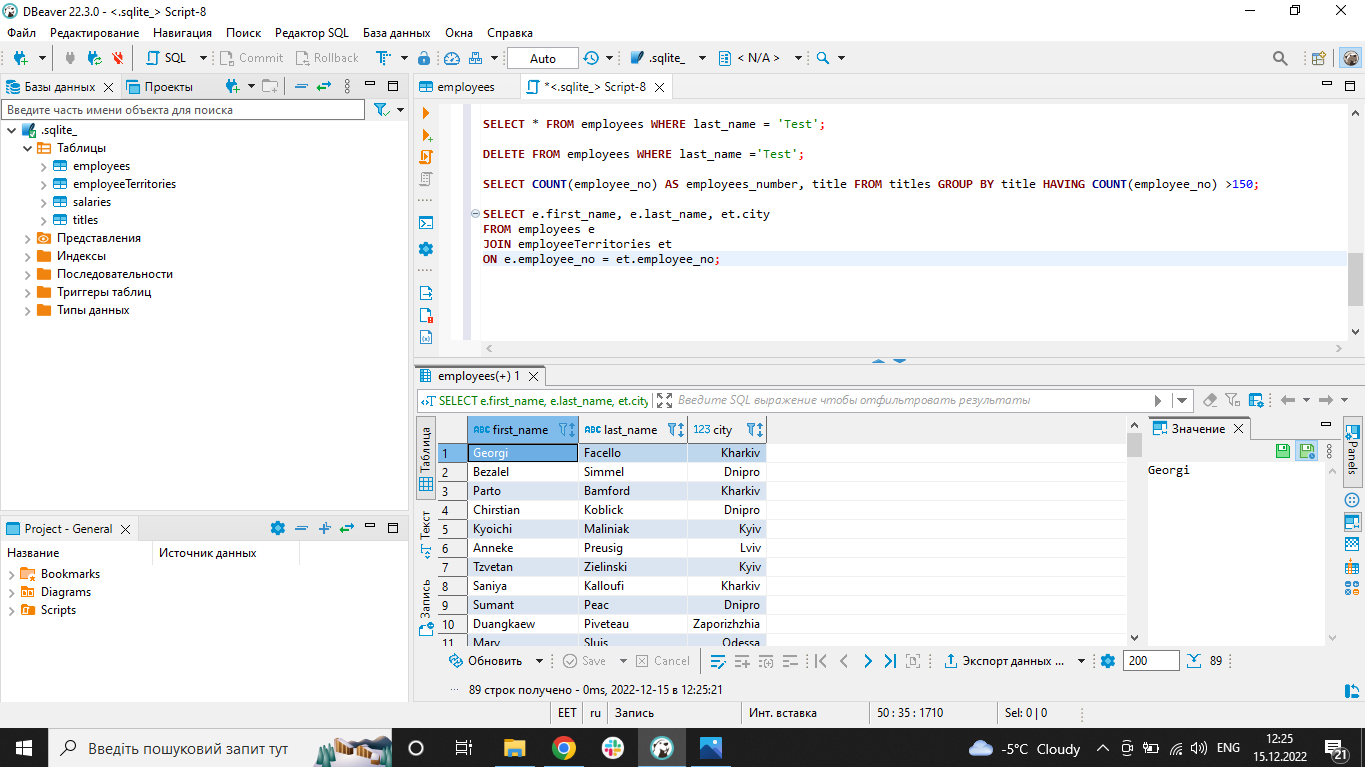 DBeaver 22.3.0 - <.sqlite_> Script-8
Файл Редактирование Навигация Поиск Редактор SQL База данных Окна Справка
SQL Commit Rollback Auto .sqlite_ < N/A >
Базы данных Проекты employees *<.sqlite_> Script-8
Введите часть имени объекта для поиска
.sqlite_
Таблицы
employees
employeeTerritories
salaries
titles
Представления
Индексы
Последовательности
Триггеры таблиц
Типы данных
SELECT * FROM employees WHERE last_name = 'Test';
DELETE FROM employees WHERE last_name ='Test';
SELECT COUNT(employee_no) AS employees_number, title FROM titles GROUP BY title HAVING COUNT(employee_no) >150;
SELECT e.first_name, e.last_name, et.city
FROM employees e
JOIN employeeTerritories et
ON e.employee_no = et.employee_no;
Project - General
Название Источник данных
Bookmarks
Diagrams
Scripts
employees(+) 1
SELECT e.first_name, e.last_name, et.city Введите SQL выражение чтобы отфильтровать результаты
Таблица
Текст
Запись
ABC first_name ABC last_name 123 city
1 Georgi Facello Kharkiv
2 Bezalel Simmel Dnipro
3 Parto Bamford Kharkiv
4 Chirstian Koblick Dnipro
5 Kyoichi Maliniak Kyiv
6 Anneke Preusig Lviv
7 Tzvetan Zielinski Kyiv
8 Saniya Kalloufi Kharkiv
9 Sumant Peac Dnipro
10 Duangkaew Piveteau Zaporizhzhia
11 Mary Sluis Odessa
Значение
Georgi
Panels
Обновить Save Cancel Экспорт данных ... 200 89
89 строк получено - 0ms, 2022-12-15 в 12:25:21
EET ru Запись Инт. вставка 50 : 35 : 1710 Sel: 0 | 0
Введіть пошуковий запит тут -5°C Cloudy ENG 12:25
15.12.2022 21